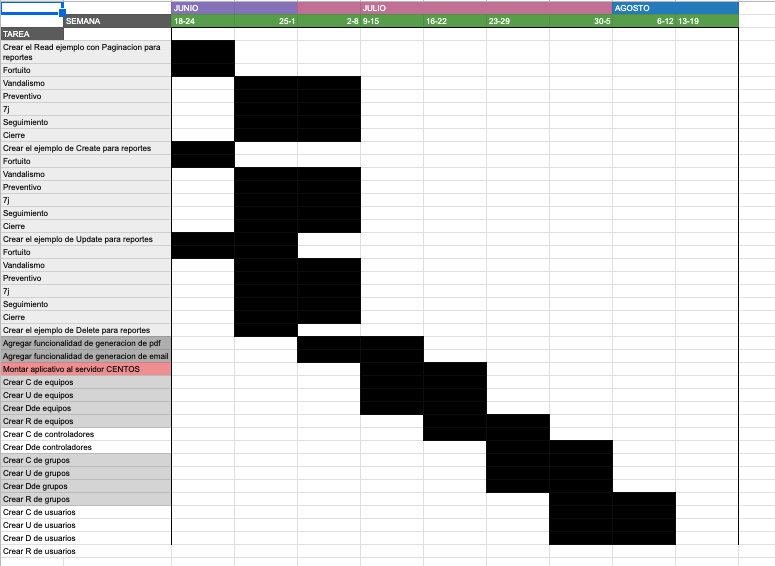 JUNIO JULIO AGOSTO
SEMANA 18-24 25-1 2-8 9-15 16-22 23-29 30-5 6-12 13-19
TAREA
Crear el Read ejemplo con Paginacion para
reportes
Fortuito
Vandalismo
Preventivo
7j
Seguimiento
Cierre
Crear el ejemplo de Create para reportes
Fortuito
Vandalismo
Preventivo
7j
Seguimiento
Cierre
Crear el ejemplo de Update para reportes
Fortuito
Vandalismo
Preventivo
7j
Seguimiento
Cierre
Crear el ejemplo de Delete para reportes
Agregar funcionalidad de generacion de pdf
Agregar funcionalidad de generacion de email
Montar aplicativo al servidor CENTOS
Crear C de equipos
Crear U de equipos
Crear Dde equipos
Crear R de equipos
Crear C de controladores
Crear Dde controladores
Crear C de grupos
Crear U de grupos
Crear Dde grupos
Crear R de grupos
Crear C de usuarios
Crear U de usuarios
Crear D de usuarios
Crear R de usuarios